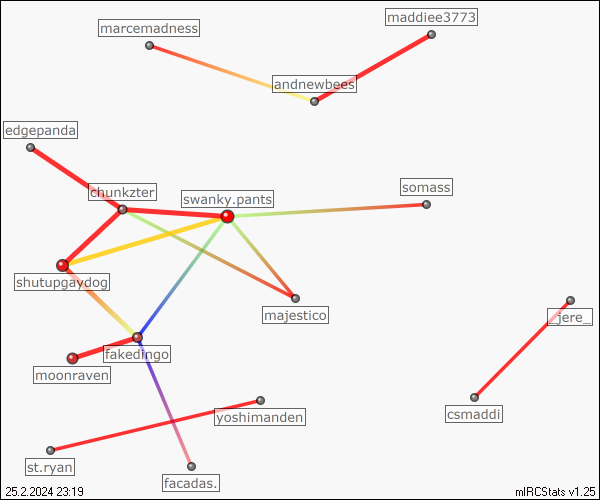 maddiee3773
marcemadness
andnewbees
edgepanda
chunkzter
somass
swanky.pants
shutupgaydog
majestico
_jere_
fakedingo
moonraven
csmaddi
yoshimanden
st.ryan
facadas.
25.2.2024 23:19
mIRCStats v1.25